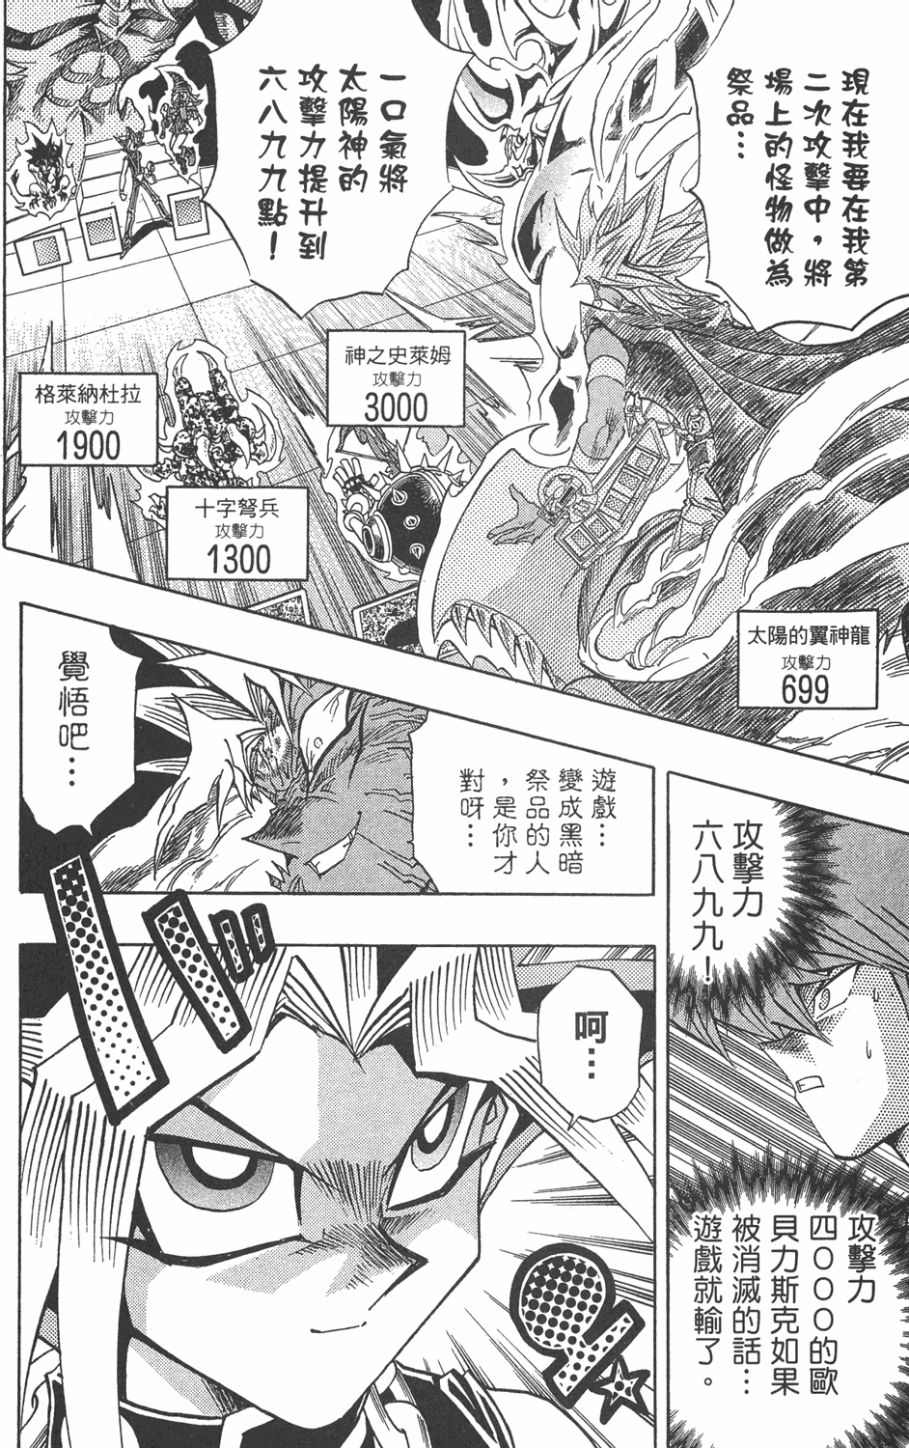 現在我要在我第
二次攻擊中，將
場上的怪物做為
祭品…
一口氣將
太陽神的
攻擊力提升到
六八九九點！
神之史萊姆
攻擊力
3000
格萊納杜拉
攻擊力
1900
十字弩兵
攻擊力
1300
太陽的翼神龍
攻擊力
699
攻擊力
六八九九！
遊戲…
變成黑暗
祭品的人
，是你才
對呀…
覺悟吧…
攻擊力
四○○○的歐
貝力斯克如果
被消滅的話…
遊戲就輸了。
呵…